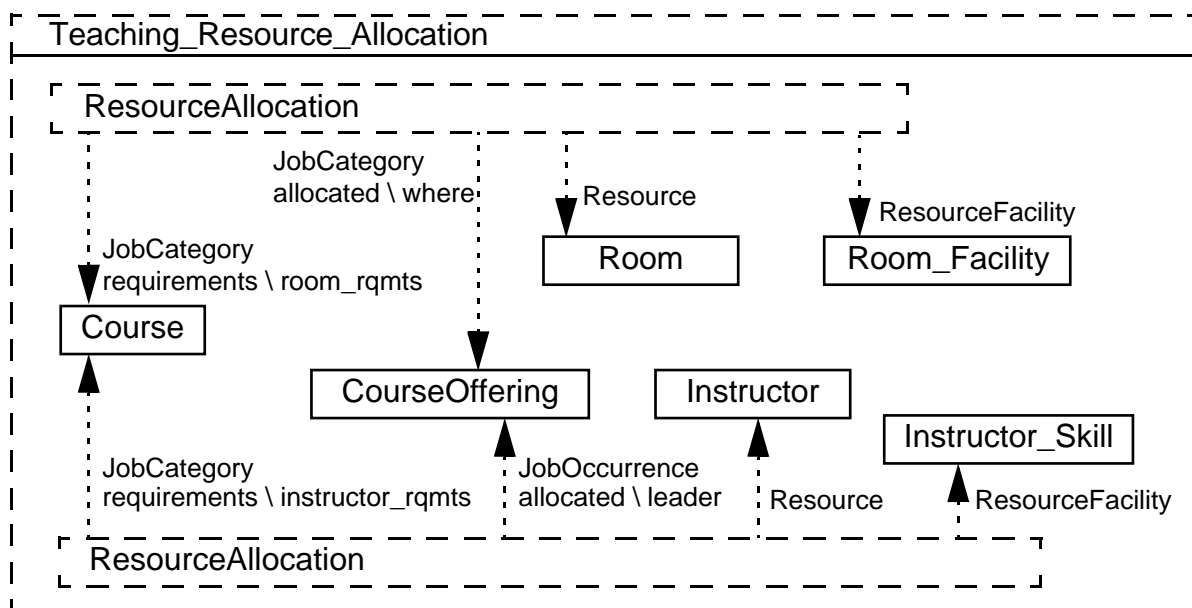 Teaching_Resource_Allocation
ResourceAllocation
JobCategory
allocated \ where
Resource
ResourceFacility
JobCategory
requirements \ room_rqmts
Room
Room_Facility
Course
CourseOffering
Instructor
Instructor_Skill
JobCategory
requirements \ instructor_rqmts
JobOccurrence
allocated \ leader
Resource
ResourceFacility
ResourceAllocation